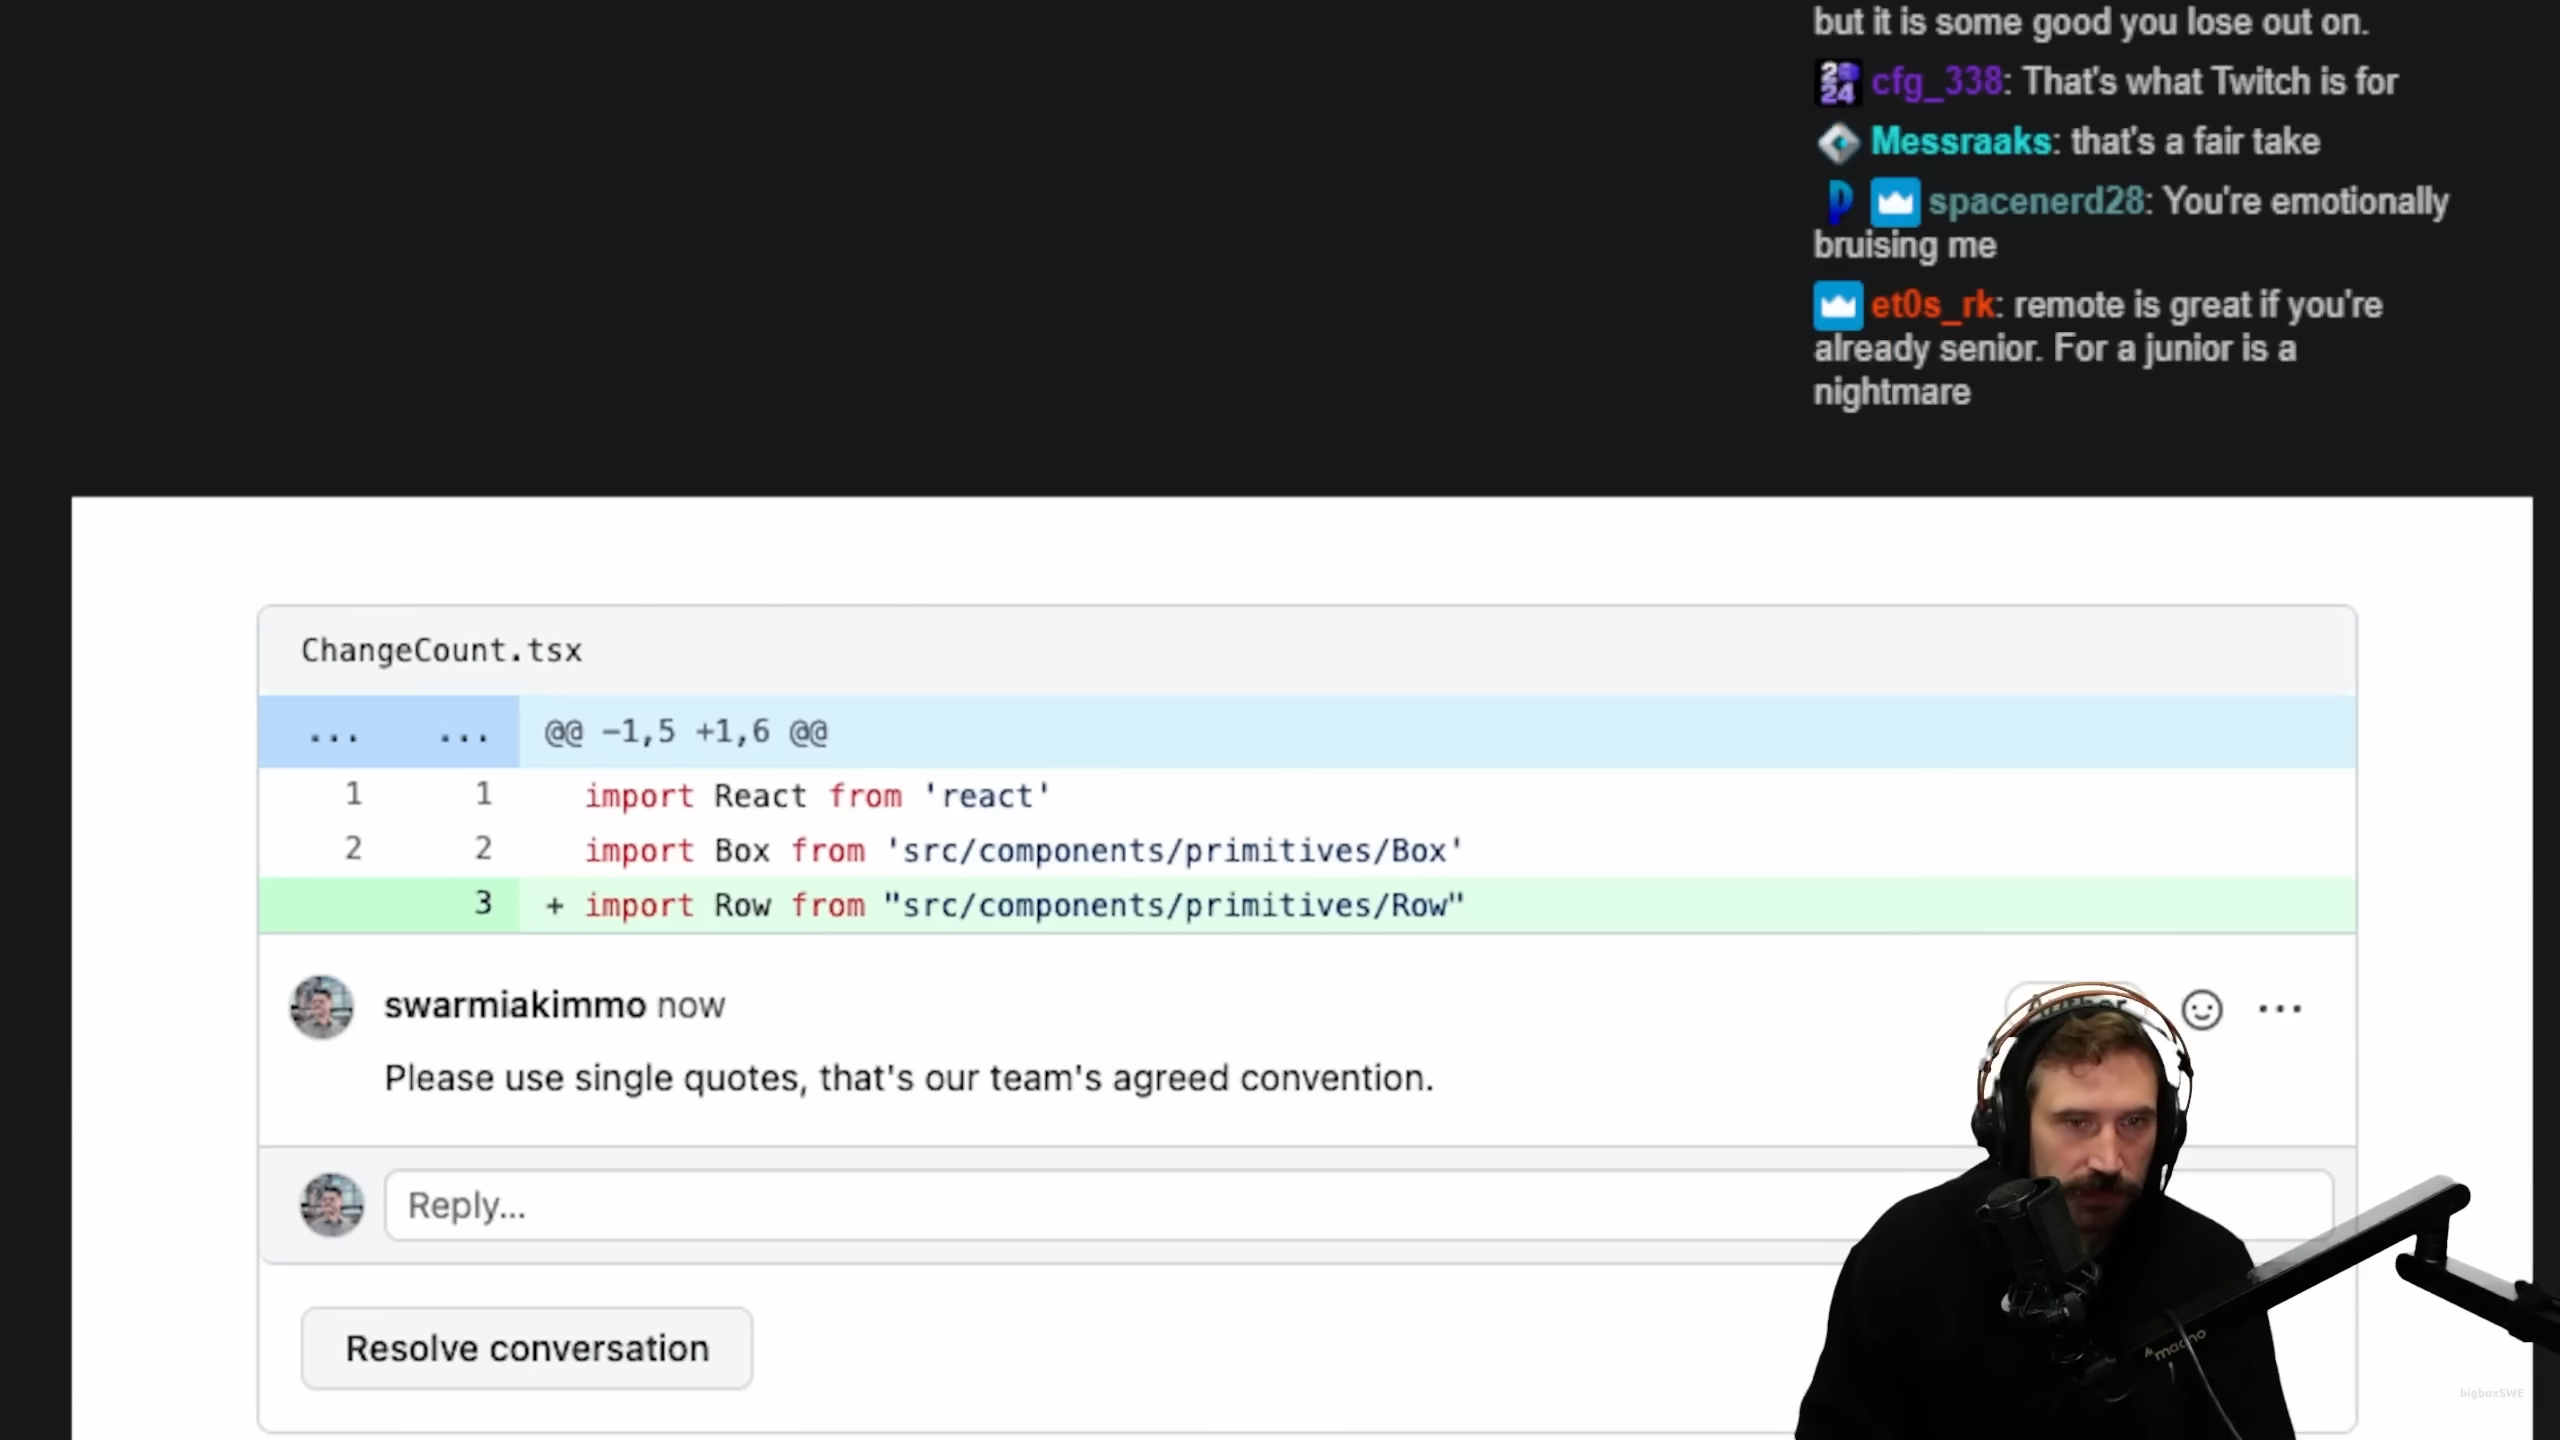 but it is some good you lose out on.
cfg_338: That's what Twitch is for
Messraaks: that's a fair take
spacenerd28: You're emotionally
bruising me
et0s_rk: remote is great if you're
already senior. For a junior is a
nightmare
ChangeCount.tsx
... ... @@ -1,5 +1,6 @@
1 1 import React from 'react'
2 2 import Box from 'src/components/primitives/Box'
3 + import Row from "src/components/primitives/Row"
swarmiakimmo now
Please use single quotes, that's our team's agreed convention.
Reply...
Resolve conversation
bigboxSWE